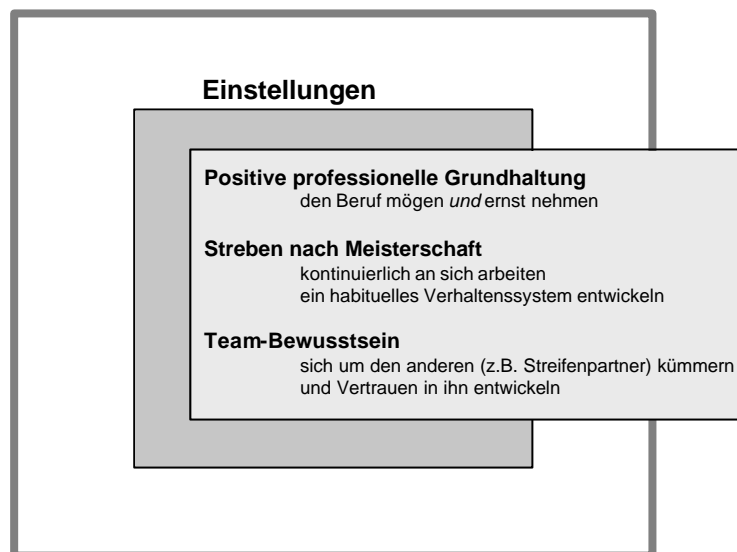 Einstellungen
Positive professionelle Grundhaltung
den Beruf mögen und ernst nehmen
Streben nach Meisterschaft
kontinuierlich an sich arbeiten
ein habituelles Verhaltenssystem entwickeln
Team-Bewusstsein
sich um den anderen (z.B. Streifenpartner) kümmern
und Vertrauen in ihn entwickeln